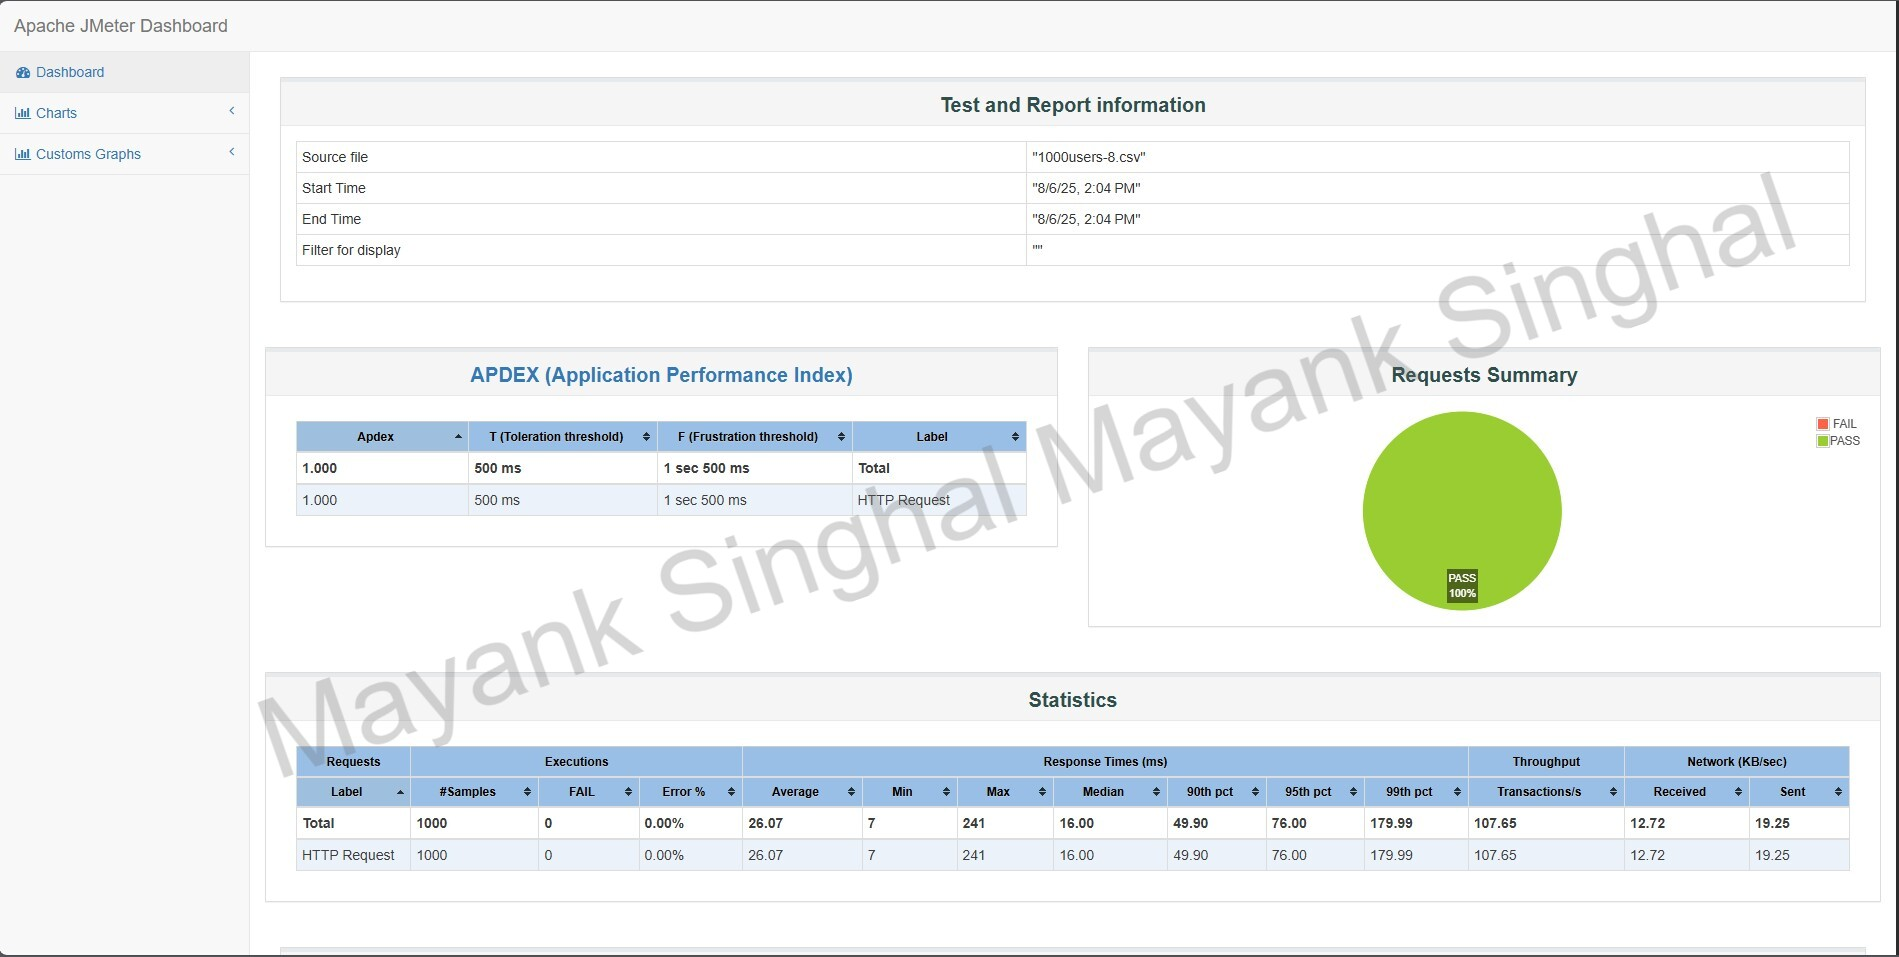 Apache JMeter Dashboard
Dashboard
Charts
Customs Graphs
Test and Report information
Source file "1000users-8.csv"
Start Time "8/6/25, 2:04 PM"
End Time "8/6/25, 2:04 PM"
Filter for display ""
APDEX (Application Performance Index)
Apdex T (Toleration threshold) F (Frustration threshold) Label
1.000 500 ms 1 sec 500 ms Total
1.000 500 ms 1 sec 500 ms HTTP Request
Requests Summary
FAIL
PASS
PASS
100%
Statistics
Requests Executions Response Times (ms) Throughput Network (KB/sec)
Label #Samples FAIL Error % Average Min Max Median 90th pct 95th pct 99th pct Transactions/s Received Sent
Total 1000 0 0.00% 26.07 7 241 16.00 49.90 76.00 179.99 107.65 12.72 19.25
HTTP Request 1000 0 0.00% 26.07 7 241 16.00 49.90 76.00 179.99 107.65 12.72 19.25
Mayank Singhal Mayank Singhal